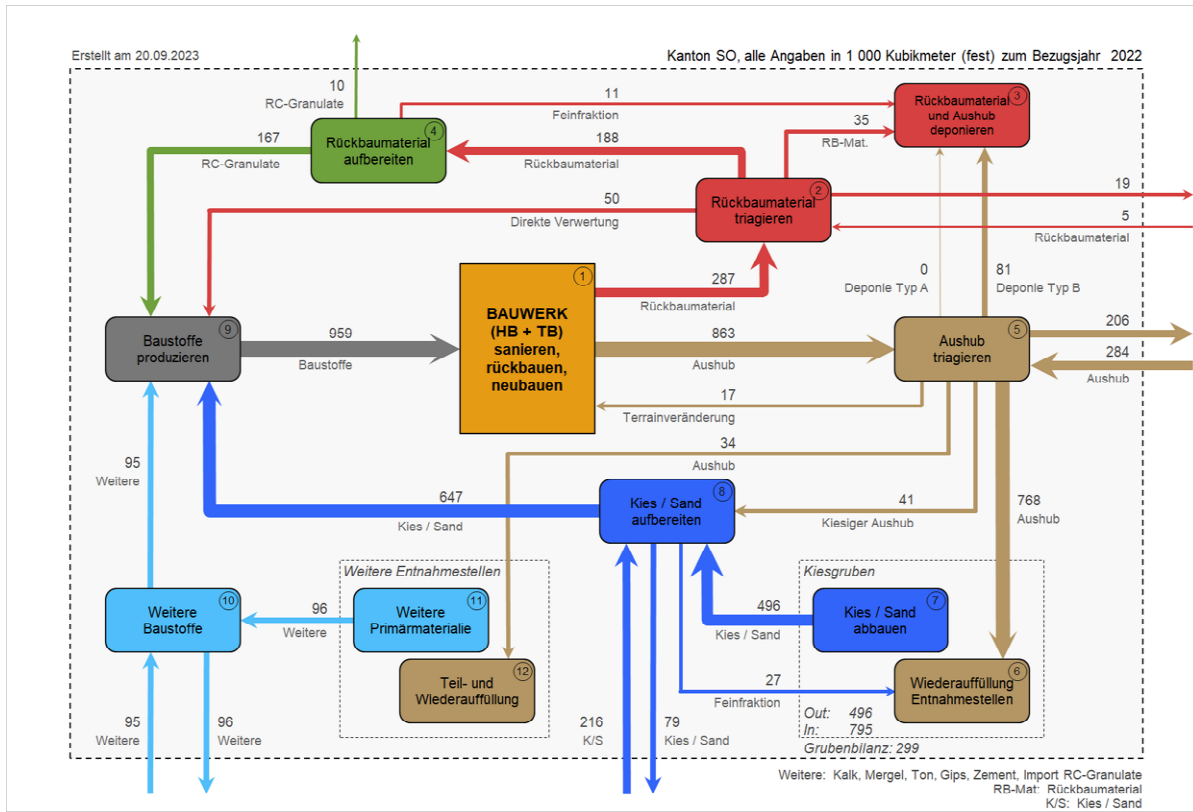 Erstellt am 20.09.2023
Kanton SO, alle Angaben in 1 000 Kubikmeter (fest) zum Bezugsjahr 2022
10
RC-Granulate
11
Feinfraktion
Rückbaumaterial
und Aushub
deponieren
3
4
Rückbaumaterial
aufbereiten
167
RC-Granulate
188
Rückbaumaterial
35
RB-Mat.
2
Rückbaumaterial
triagieren
19
50
Direkte Verwertung
5
Rückbaumaterial
1
BAUWERK
(HB + TB)
sanieren,
rückbauen,
neubauen
287
Rückbaumaterial
0
Deponie Typ A
81
Deponie Typ B
9
Baustoffe
produzieren
959
Baustoffe
863
Aushub
5
Aushub
triagieren
206
284
Aushub
17
Terrainveränderung
34
Aushub
95
Weitere
647
Kies / Sand
8
Kies / Sand
aufbereiten
41
Kiesiger Aushub
768
Aushub
Weitere Entnahmestellen
Kiesgruben
10
Weitere
Baustoffe
96
Weitere
11
Weitere
Primärmaterialie
496
Kies / Sand
7
Kies / Sand
abbauen
12
Teil- und
Wiederauffüllung
27
Feinfraktion
6
Wiederauffüllung
Entnahmestellen
95
Weitere
96
Weitere
216
K/S
79
Kies / Sand
Out: 496
In: 795
Grubenbilanz: 299
Weitere: Kalk, Mergel, Ton, Gips, Zement, Import RC-Granulate
RB-Mat: Rückbaumaterial
K/S: Kies / Sand